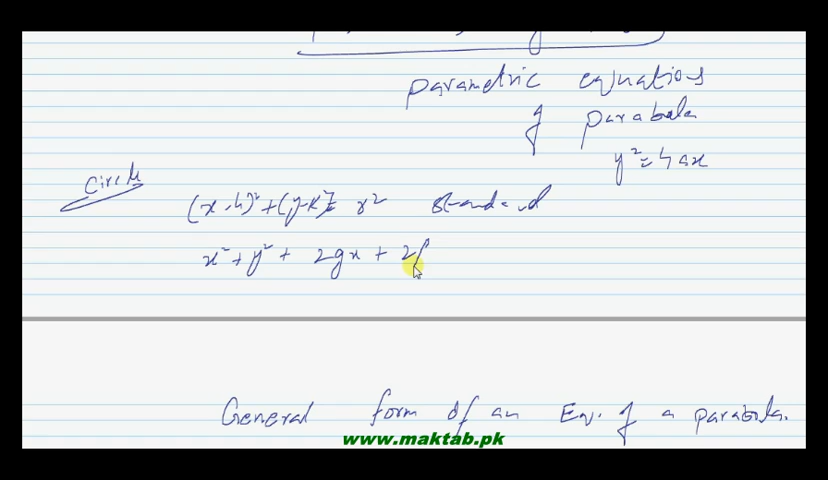 parametric equations
of parabola
y² = 4ax
Circle
(x-h)² + (y-k)² = r² standard
x² + y² + 2gx + 2f
General form of an Eq. of a parabola.
www.maktab.pk